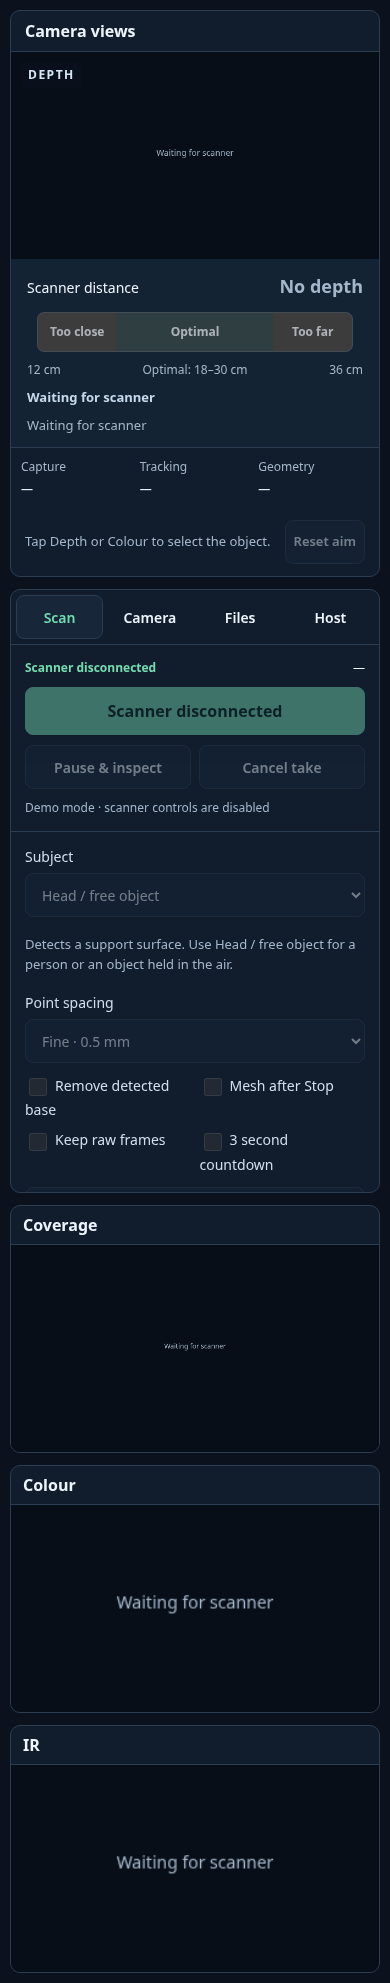 Camera views
DEPTH
Waiting for scanner
Scanner distance
No depth
Too close
Optimal
Too far
12 cm
Optimal: 18–30 cm
36 cm
Waiting for scanner
Waiting for scanner
Capture
Tracking
Geometry
—
—
—
Tap Depth or Colour to select the object.
Reset aim
Scan
Camera
Files
Host
Scanner disconnected
—
Scanner disconnected
Pause & inspect
Cancel take
Demo mode · scanner controls are disabled
Subject
Head / free object
Detects a support surface. Use Head / free object for a
person or an object held in the air.
Point spacing
Fine · 0.5 mm
Remove detected
base
Mesh after Stop
Keep raw frames
3 second
countdown
Coverage
Waiting for scanner
Colour
Waiting for scanner
IR
Waiting for scanner